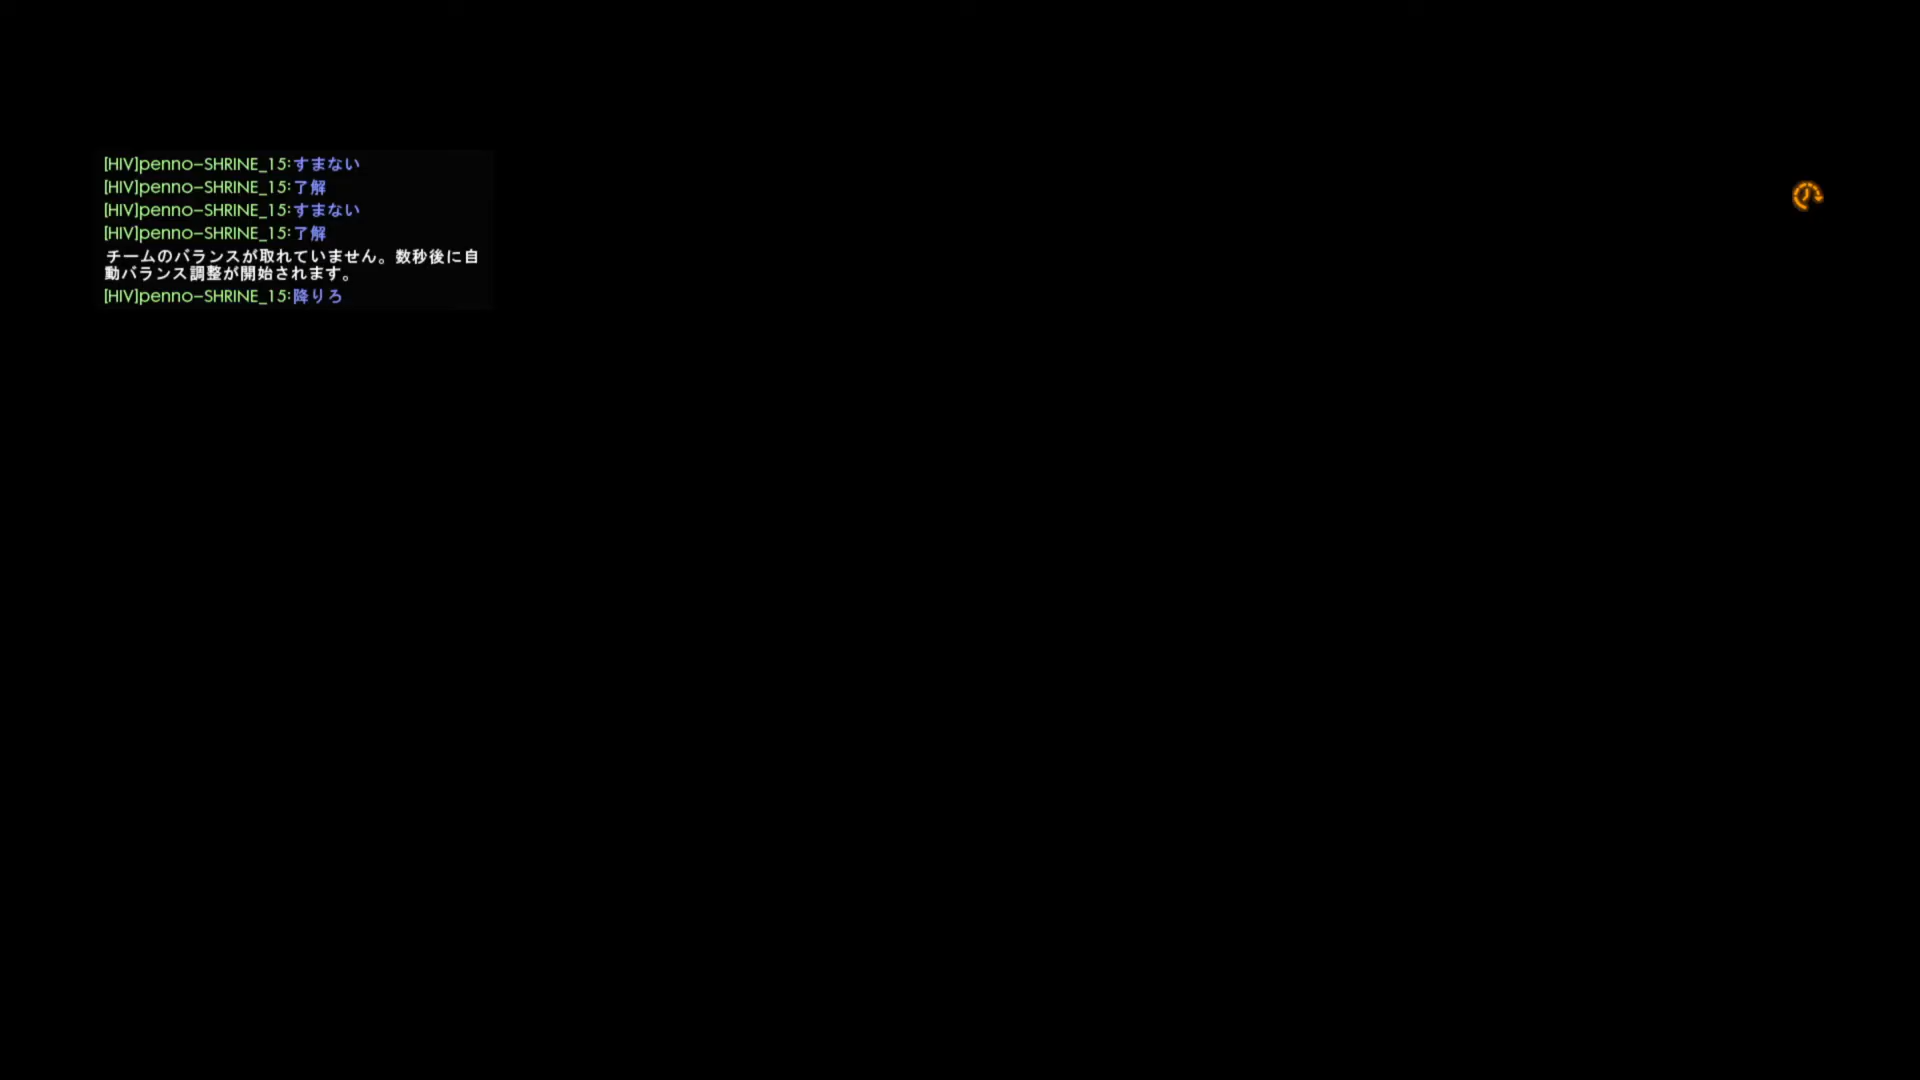 [HIV]penno-SHRINE_15:すまない
[HIV]penno-SHRINE_15:了解
[HIV]penno-SHRINE_15:すまない
[HIV]penno-SHRINE_15:了解
チームのバランスが取れていません。数秒後に自
動バランス調整が開始されます。
[HIV]penno-SHRINE_15:降りろ